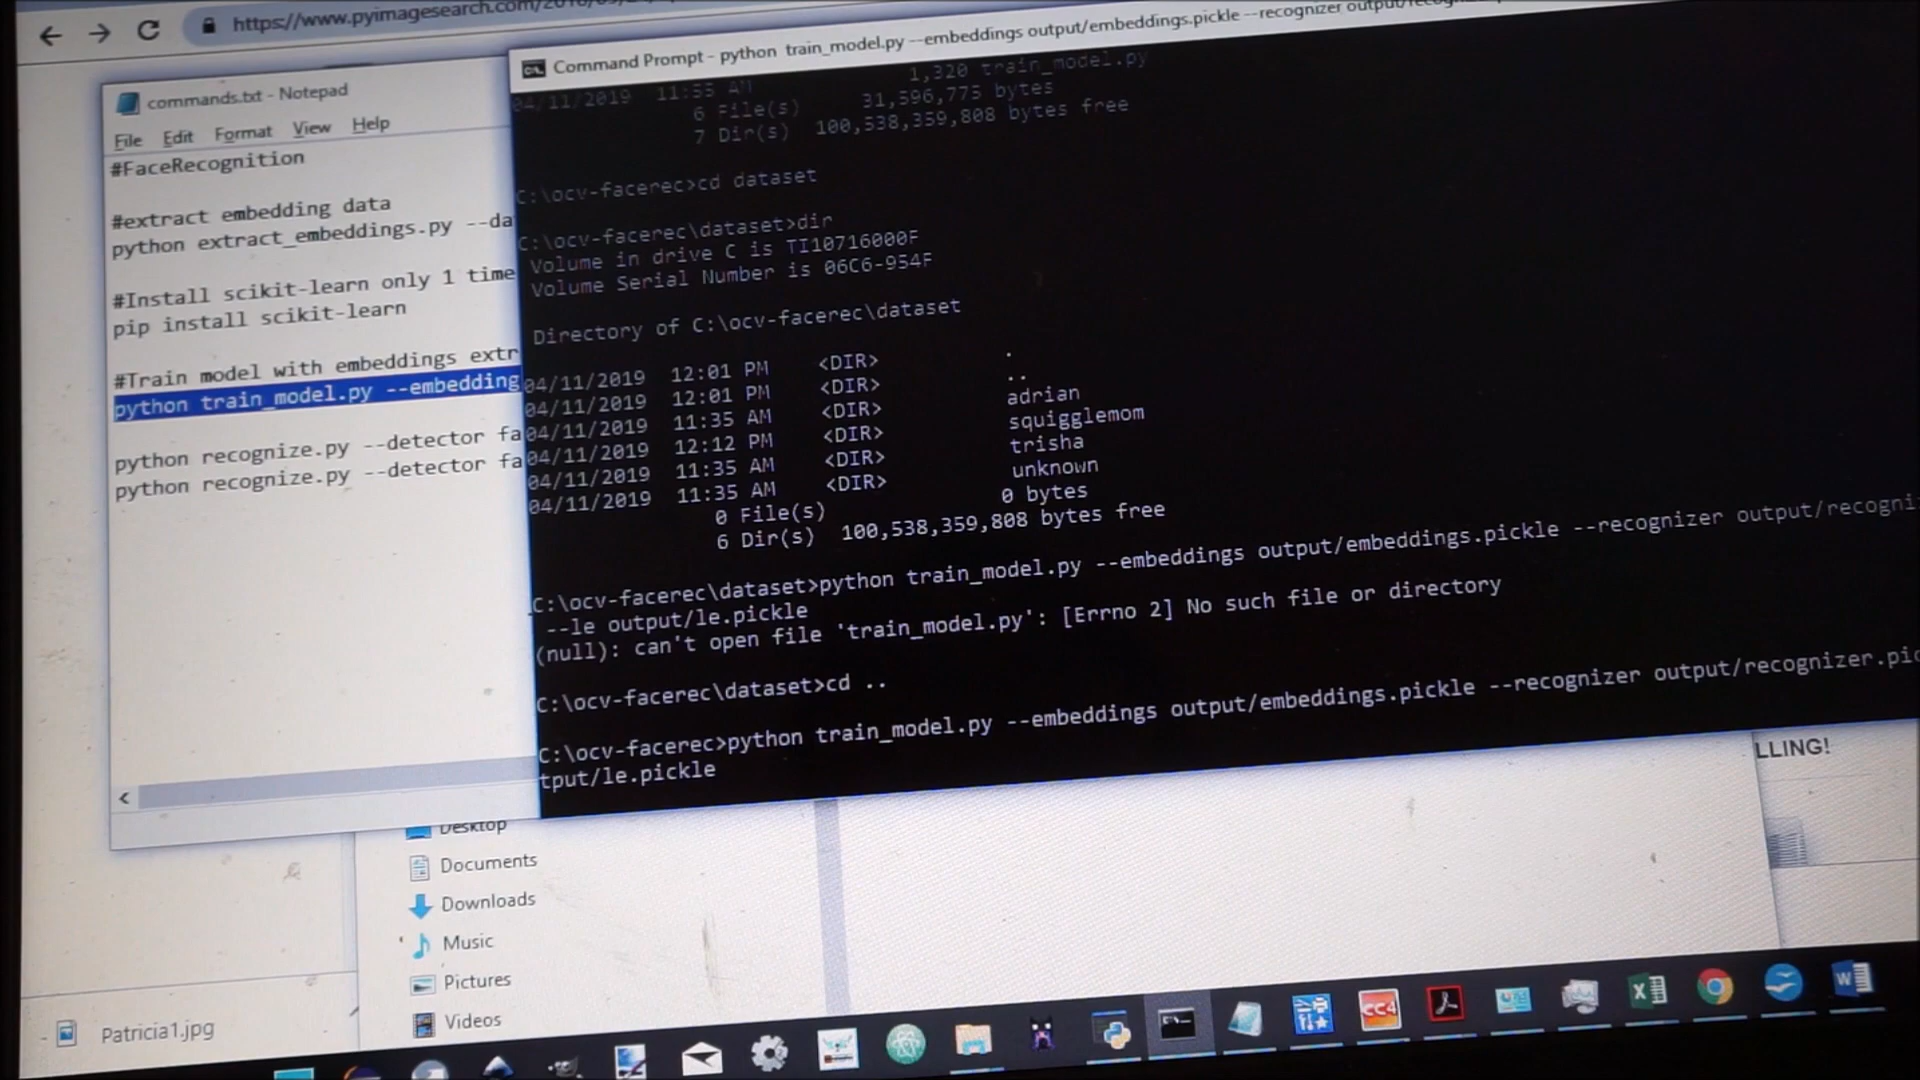 https://www.pyimagesearch.com/2018/09/2
commands.txt - Notepad
File Edit Format View Help
#FaceRecognition
#extract embedding data
python extract_embeddings.py --da
#Install scikit-learn only 1 time
pip install scikit-learn
#Train model with embeddings extr
python train_model.py --embedding
python recognize.py --detector fa
python recognize.py --detector fa
Command Prompt - python train_model.py --embeddings output/embeddings.pickle --recognizer output/
04/11/2019 11:55 AM 1,320 train_model.py
6 File(s) 31,596,775 bytes
7 Dir(s) 100,538,359,808 bytes free
C:\ocv-facerec>cd dataset
C:\ocv-facerec\dataset>dir
Volume in drive C is TI10716000F
Volume Serial Number is 06C6-954F
Directory of C:\ocv-facerec\dataset
04/11/2019 12:01 PM <DIR> .
04/11/2019 12:01 PM <DIR> ..
04/11/2019 11:35 AM <DIR> adrian
04/11/2019 12:12 PM <DIR> squigglemom
04/11/2019 11:35 AM <DIR> trisha
04/11/2019 11:35 AM <DIR> unknown
0 File(s) 0 bytes
6 Dir(s) 100,538,359,808 bytes free
C:\ocv-facerec\dataset>python train_model.py --embeddings output/embeddings.pickle --recognizer output/recogni
--le output/le.pickle
(null): can't open file 'train_model.py': [Errno 2] No such file or directory
C:\ocv-facerec\dataset>cd ..
C:\ocv-facerec>python train_model.py --embeddings output/embeddings.pickle --recognizer output/recognizer.pic
tput/le.pickle
LLING!
Desktop
Documents
Downloads
Music
Pictures
Videos
Patricia1.jpg
CC4